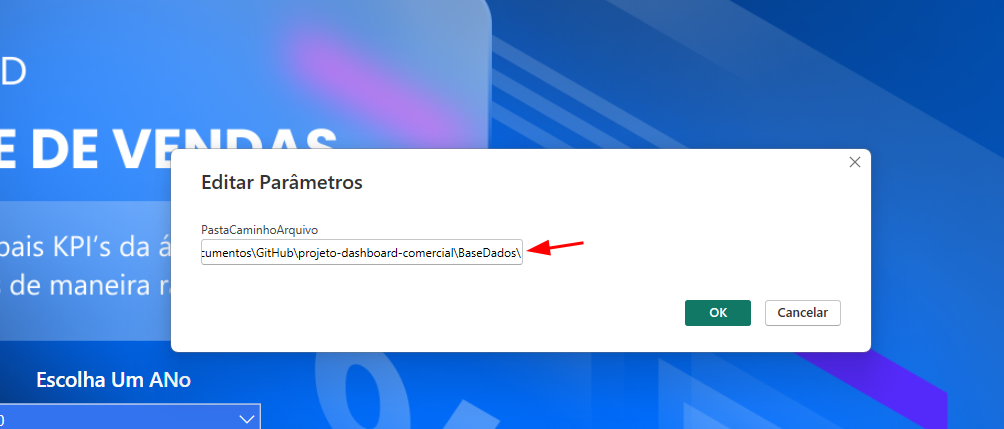 D
E DE VENDAS
Editar Parâmetros
pais KPI's da á
s de maneira ra
PastaCaminhoArquivo
cumentos\GitHub\projeto-dashboard-comercial\BaseDados\
OK
Cancelar
Escolha Um ANo